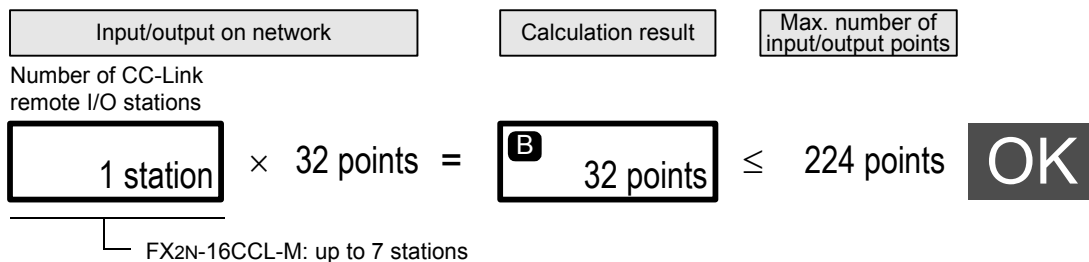 Input/output on network
Calculation result
Max. number of
input/output points
Number of CC-Link
remote I/O stations
1 station × 32 points = B 32 points ≤ 224 points OK
FX2N-16CCL-M: up to 7 stations